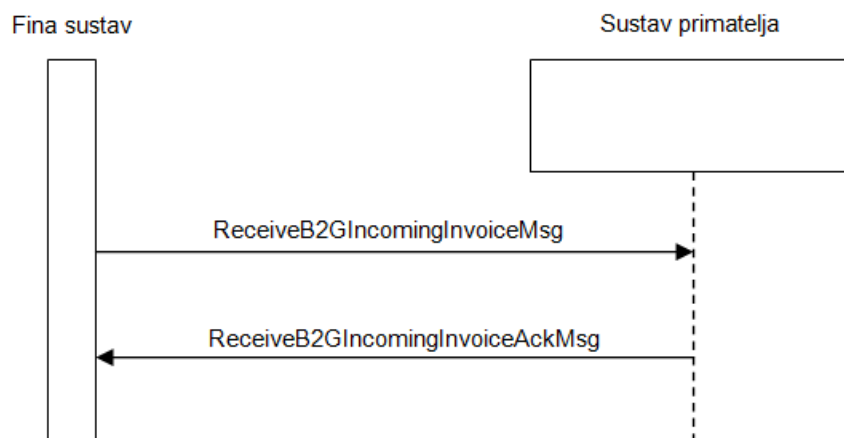 Fina sustav
Sustav primatelja
ReceiveB2GIncomingInvoiceMsg
ReceiveB2GIncomingInvoiceAckMsg